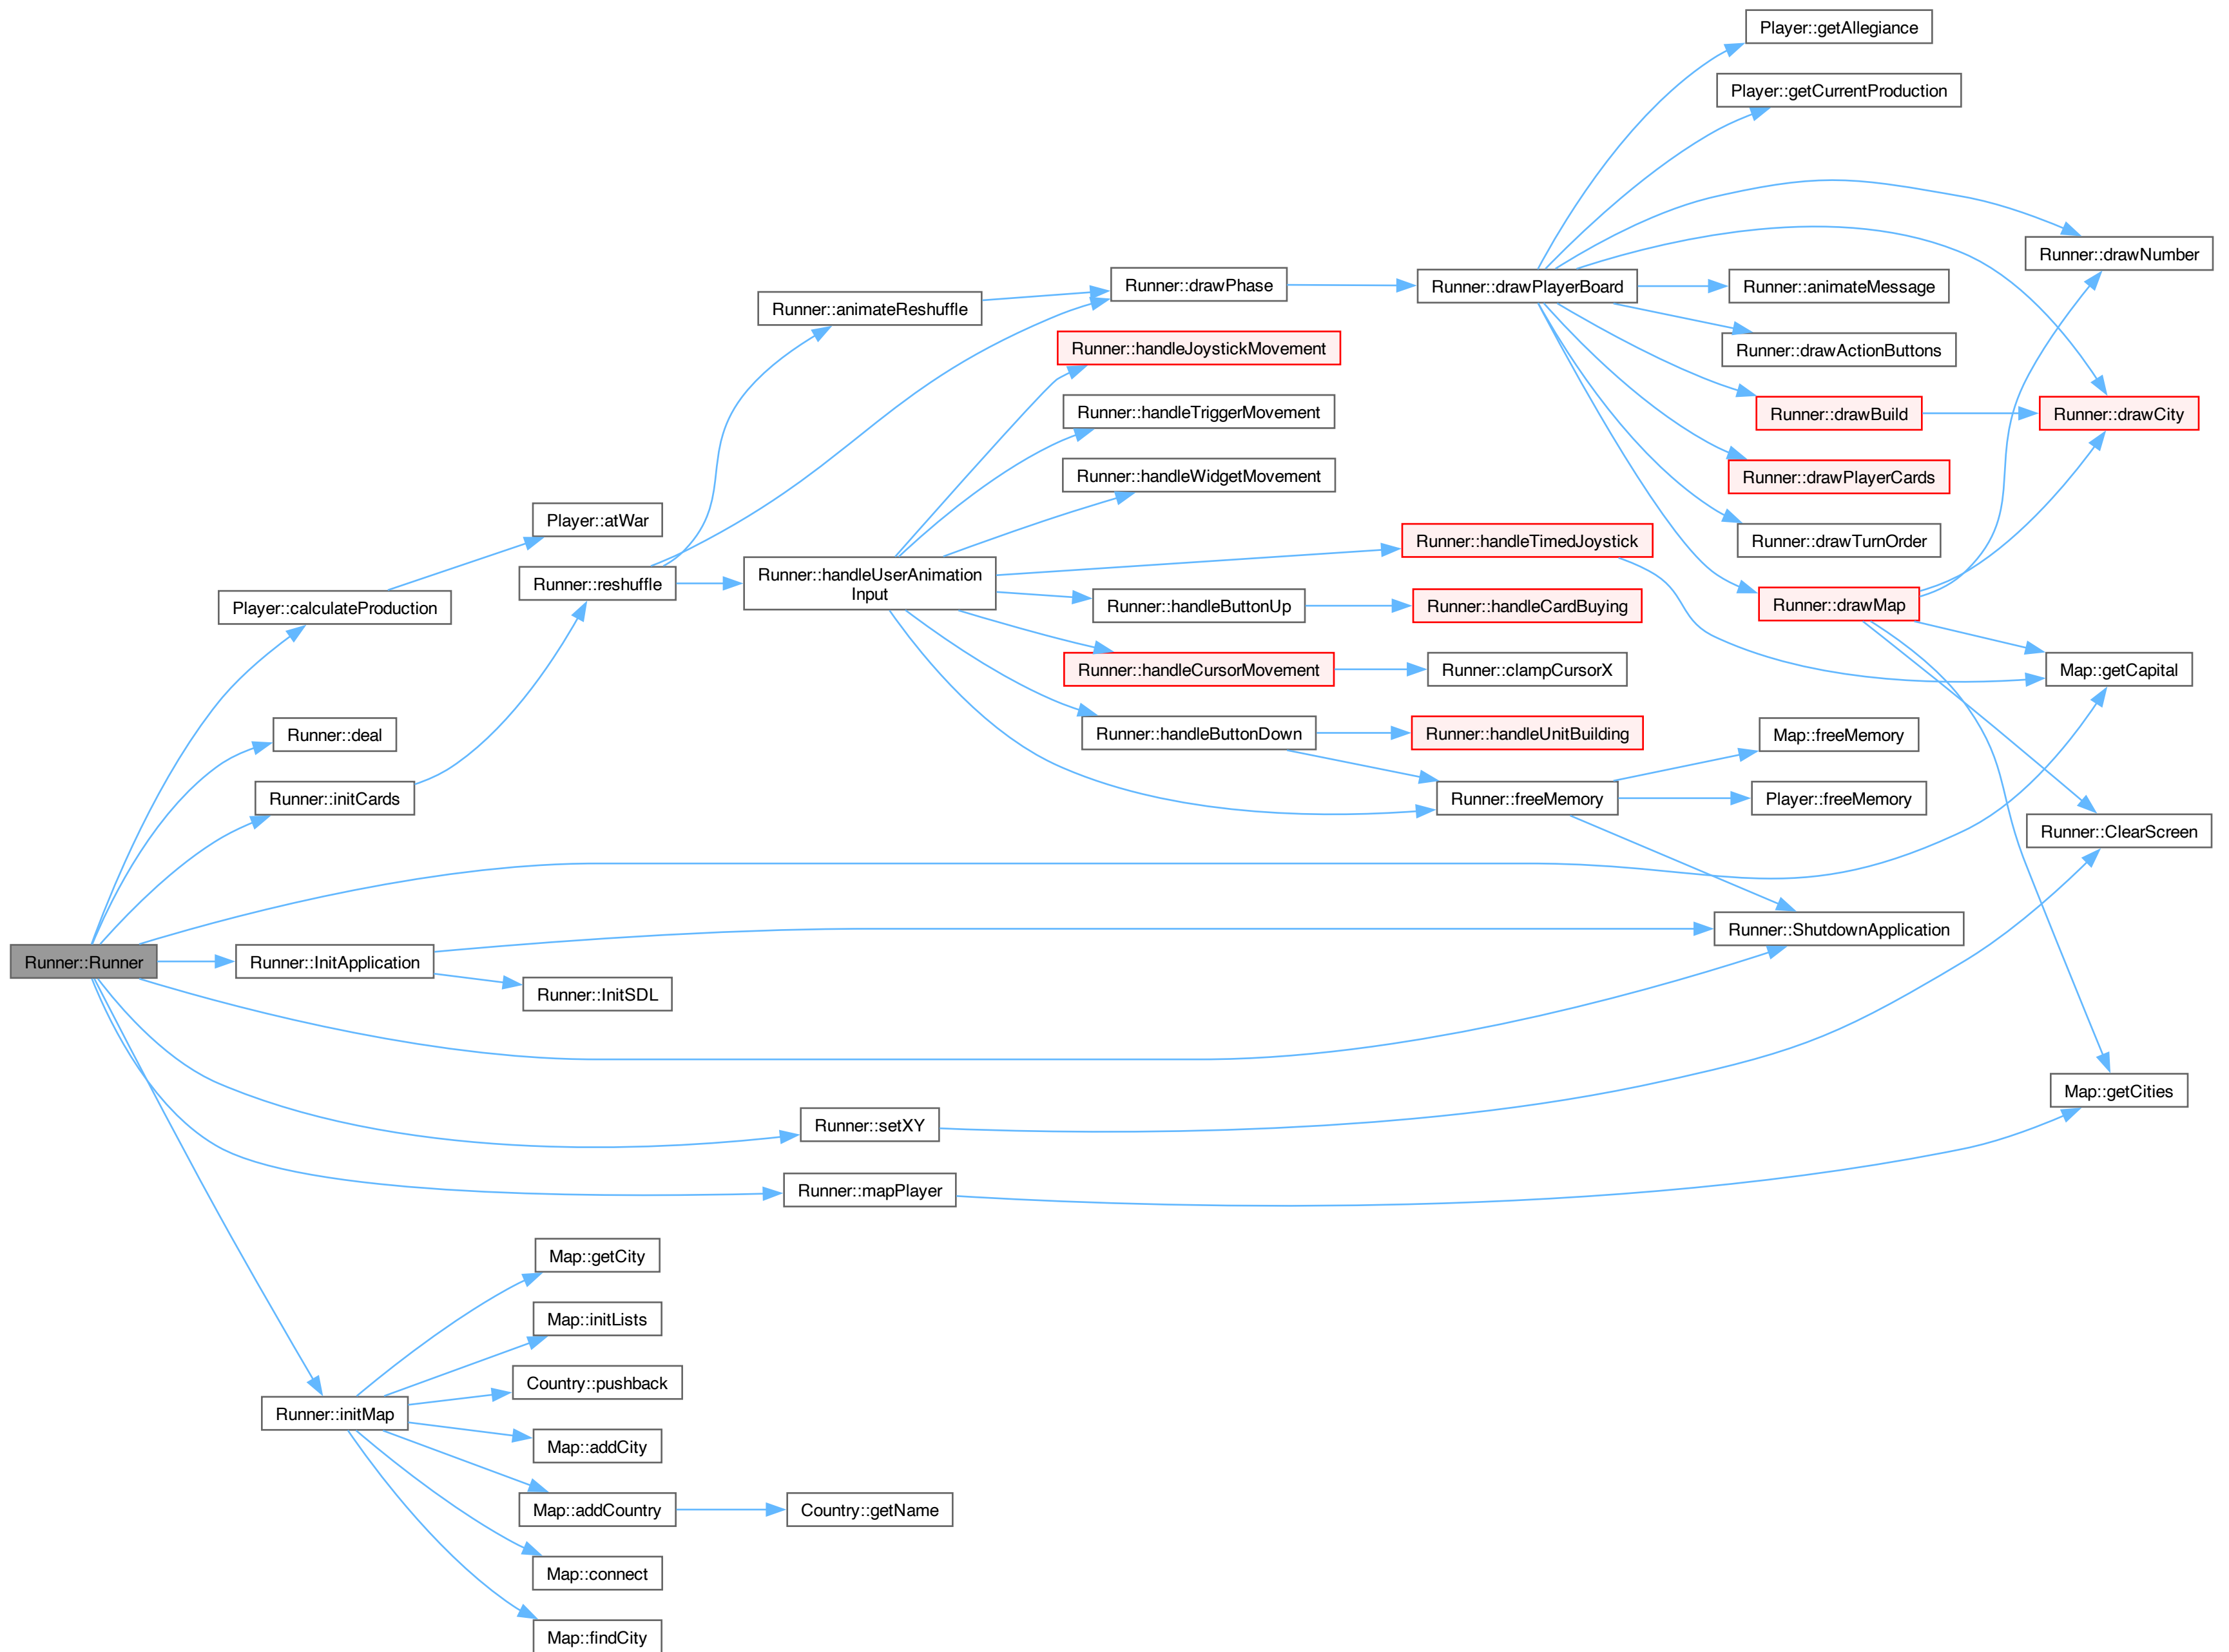 Player::getAllegiance
Player::getCurrentProduction
Runner::drawNumber
Runner::animateReshuffle
Runner::drawPhase
Runner::drawPlayerBoard
Runner::animateMessage
Runner::handleJoystickMovement
Runner::drawActionButtons
Runner::handleTriggerMovement
Runner::drawBuild
Runner::drawCity
Runner::handleWidgetMovement
Runner::drawPlayerCards
Player::atWar
Runner::handleTimedJoystick
Runner::drawTurnOrder
Runner::reshuffle
Runner::handleUserAnimation
Input
Player::calculateProduction
Runner::handleButtonUp
Runner::handleCardBuying
Runner::drawMap
Runner::handleCursorMovement
Runner::clampCursorX
Map::getCapital
Runner::deal
Runner::handleButtonDown
Runner::handleUnitBuilding
Map::freeMemory
Runner::initCards
Runner::freeMemory
Player::freeMemory
Runner::ClearScreen
Runner::Runner
Runner::InitApplication
Runner::ShutdownApplication
Runner::InitSDL
Map::getCities
Runner::setXY
Runner::mapPlayer
Map::getCity
Map::initLists
Country::pushback
Runner::initMap
Map::addCity
Map::addCountry
Country::getName
Map::connect
Map::findCity